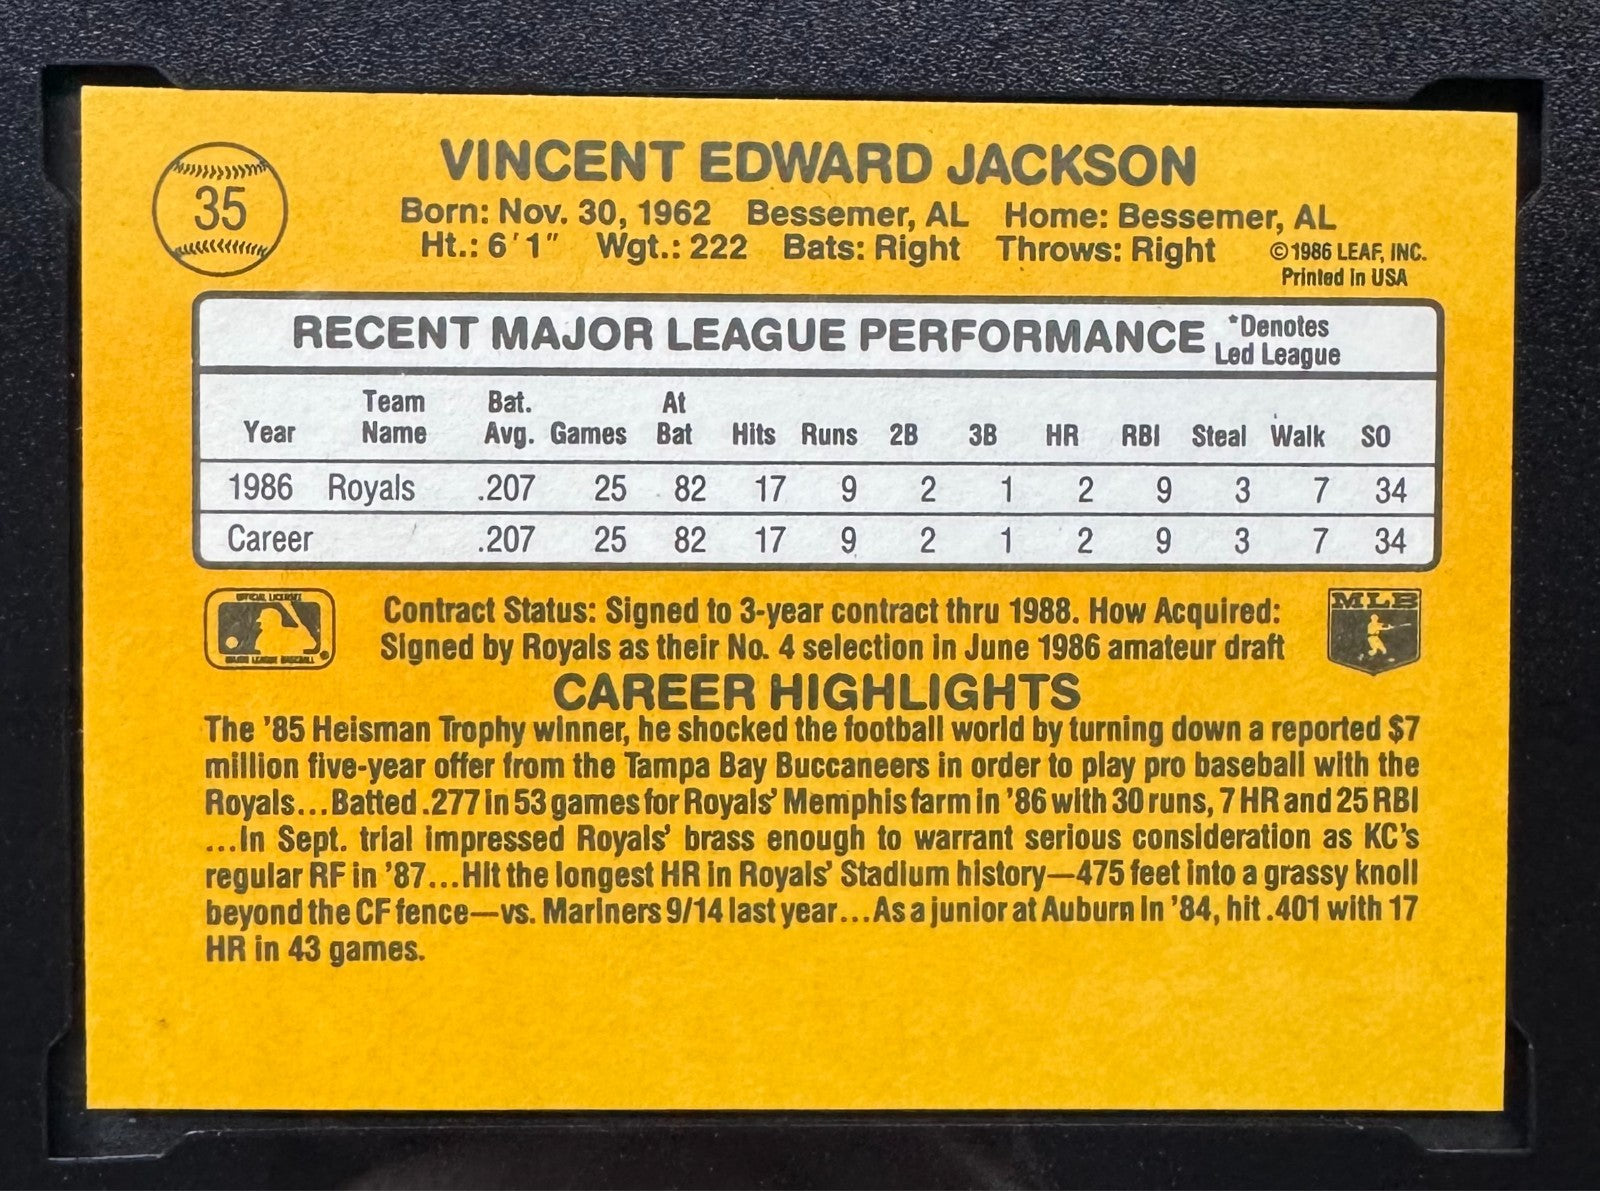 35
VINCENT EDWARD JACKSON
Born: Nov. 30, 1962 Bessemer, AL Home: Bessemer, AL
Ht.: 6'1" Wgt.: 222 Bats: Right Throws: Right
©1986 LEAF, INC.
Printed in USA
RECENT MAJOR LEAGUE PERFORMANCE
*Denotes
Led League
Year Team Name Bat. Avg. Games At Bat Hits Runs 2B 3B HR RBI Steal Walk SO
1986 Royals .207 25 82 17 9 2 1 2 9 3 7 34
Career .207 25 82 17 9 2 1 2 9 3 7 34
OFFICIAL LICENSEE
MAJOR LEAGUE BASEBALL ®
Contract Status: Signed to 3-year contract thru 1988. How Acquired:
Signed by Royals as their No. 4 selection in June 1986 amateur draft
MLB
CAREER HIGHLIGHTS
The '85 Heisman Trophy winner, he shocked the football world by turning down a reported $7
million five-year offer from the Tampa Bay Buccaneers in order to play pro baseball with the
Royals...Batted .277 in 53 games for Royals' Memphis farm in '86 with 30 runs, 7 HR and 25 RBI
...In Sept. trial impressed Royals' brass enough to warrant serious consideration as KC's
regular RF in '87...Hit the longest HR in Royals' Stadium history—475 feet into a grassy knoll
beyond the CF fence—vs. Mariners 9/14 last year...As a junior at Auburn in '84, hit .401 with 17
HR in 43 games.